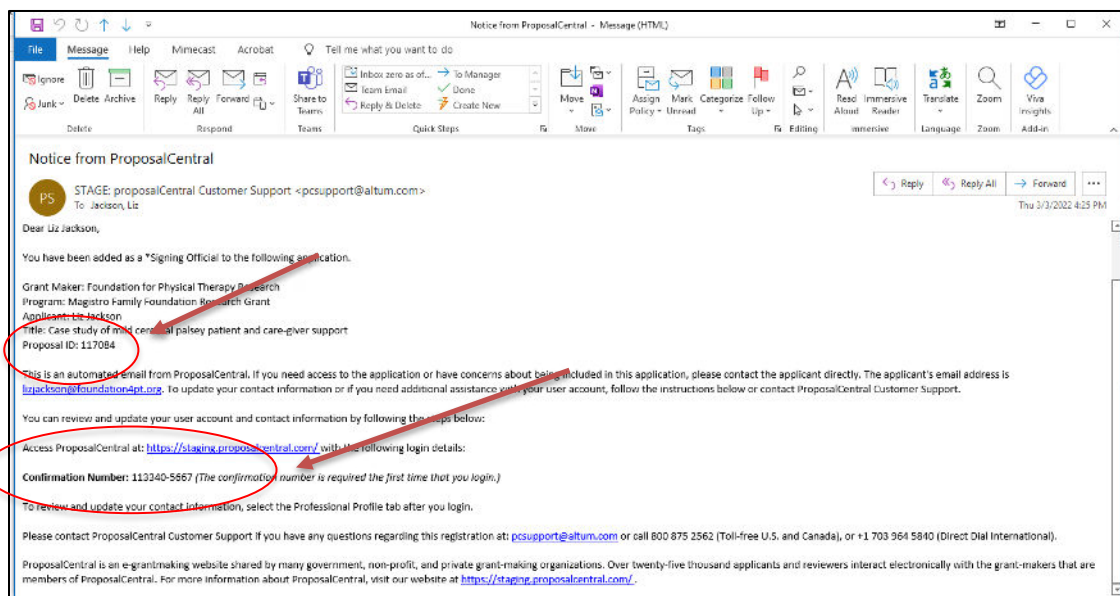 Notice from ProposalCentral - Message (HTML)
File Message Help Mimecast Acrobat Tell me what you want to do
Ignore
Junk
Delete Archive
Reply Reply All Forward
Share to Teams
Inbox zero as of... To Manager
Team Email Done
Reply & Delete Create New
Move
Assign Policy Mark Unread Categorize Follow Up
Read Aloud Immersive Reader
Translate
Zoom
Viva Insights
Delete Respond Teams Quick Steps Move Tags Editing Immersive Language Zoom Add-in
Notice from ProposalCentral
PS
STAGE: proposalCentral Customer Support <pcsupport@altum.com>
To Jackson, Liz
Reply Reply All Forward
Thu 3/3/2022 4:25 PM
Dear Liz Jackson,
You have been added as a *Signing Official to the following application.
Grant Maker: Foundation for Physical Therapy Research
Program: Magistro Family Foundation Research Grant
Applicant: Liz Jackson
Title: Case study of mild cerebral palsey patient and care-giver support
Proposal ID: 117084
This is an automated email from ProposalCentral. If you need access to the application or have concerns about being included in this application, please contact the applicant directly. The applicant's email address is
lizjackson@foundation4pt.org. To update your contact information or if you need additional assistance with your user account, follow the instructions below or contact ProposalCentral Customer Support.
You can review and update your user account and contact information by following the steps below:
Access ProposalCentral at: https://staging.proposalcentral.com/ with the following login details:
Confirmation Number: 113340-5667 (The confirmation number is required the first time that you login.)
To review and update your contact information, select the Professional Profile tab after you login.
Please contact ProposalCentral Customer Support if you have any questions regarding this registration at: pcsupport@altum.com or call 800 875 2562 (Toll-free U.S. and Canada), or +1 703 964 5840 (Direct Dial International).
ProposalCentral is an e-grantmaking website shared by many government, non-profit, and private grant-making organizations. Over twenty-five thousand applicants and reviewers interact electronically with the grant-makers that are
members of ProposalCentral. For more information about ProposalCentral, visit our website at https://staging.proposalcentral.com/ .